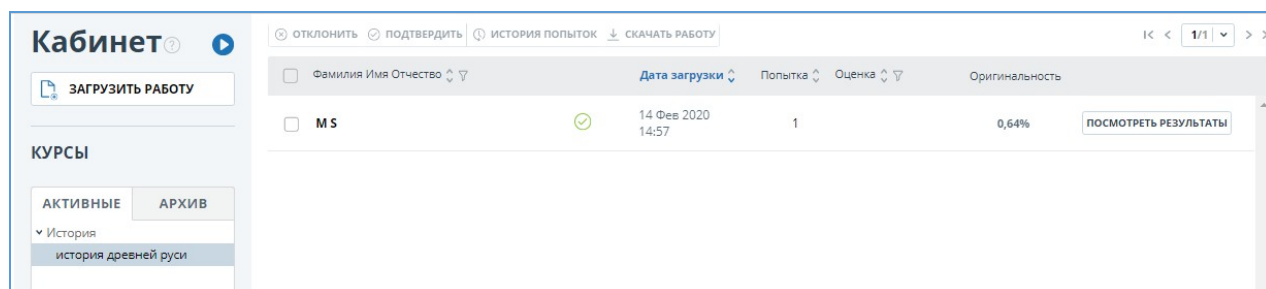 Кабинет
ЗАГРУЗИТЬ РАБОТУ
КУРСЫ
АКТИВНЫЕ АРХИВ
История
история древней руси
ОТКЛОНИТЬ ПОДТВЕРДИТЬ ИСТОРИЯ ПОПЫТОК СКАЧАТЬ РАБОТУ 1/1
Фамилия Имя Отчество Дата загрузки Попытка Оценка Оригинальность
M S 14 Фев 2020 14:57 1 0,64% ПОСМОТРЕТЬ РЕЗУЛЬТАТЫ